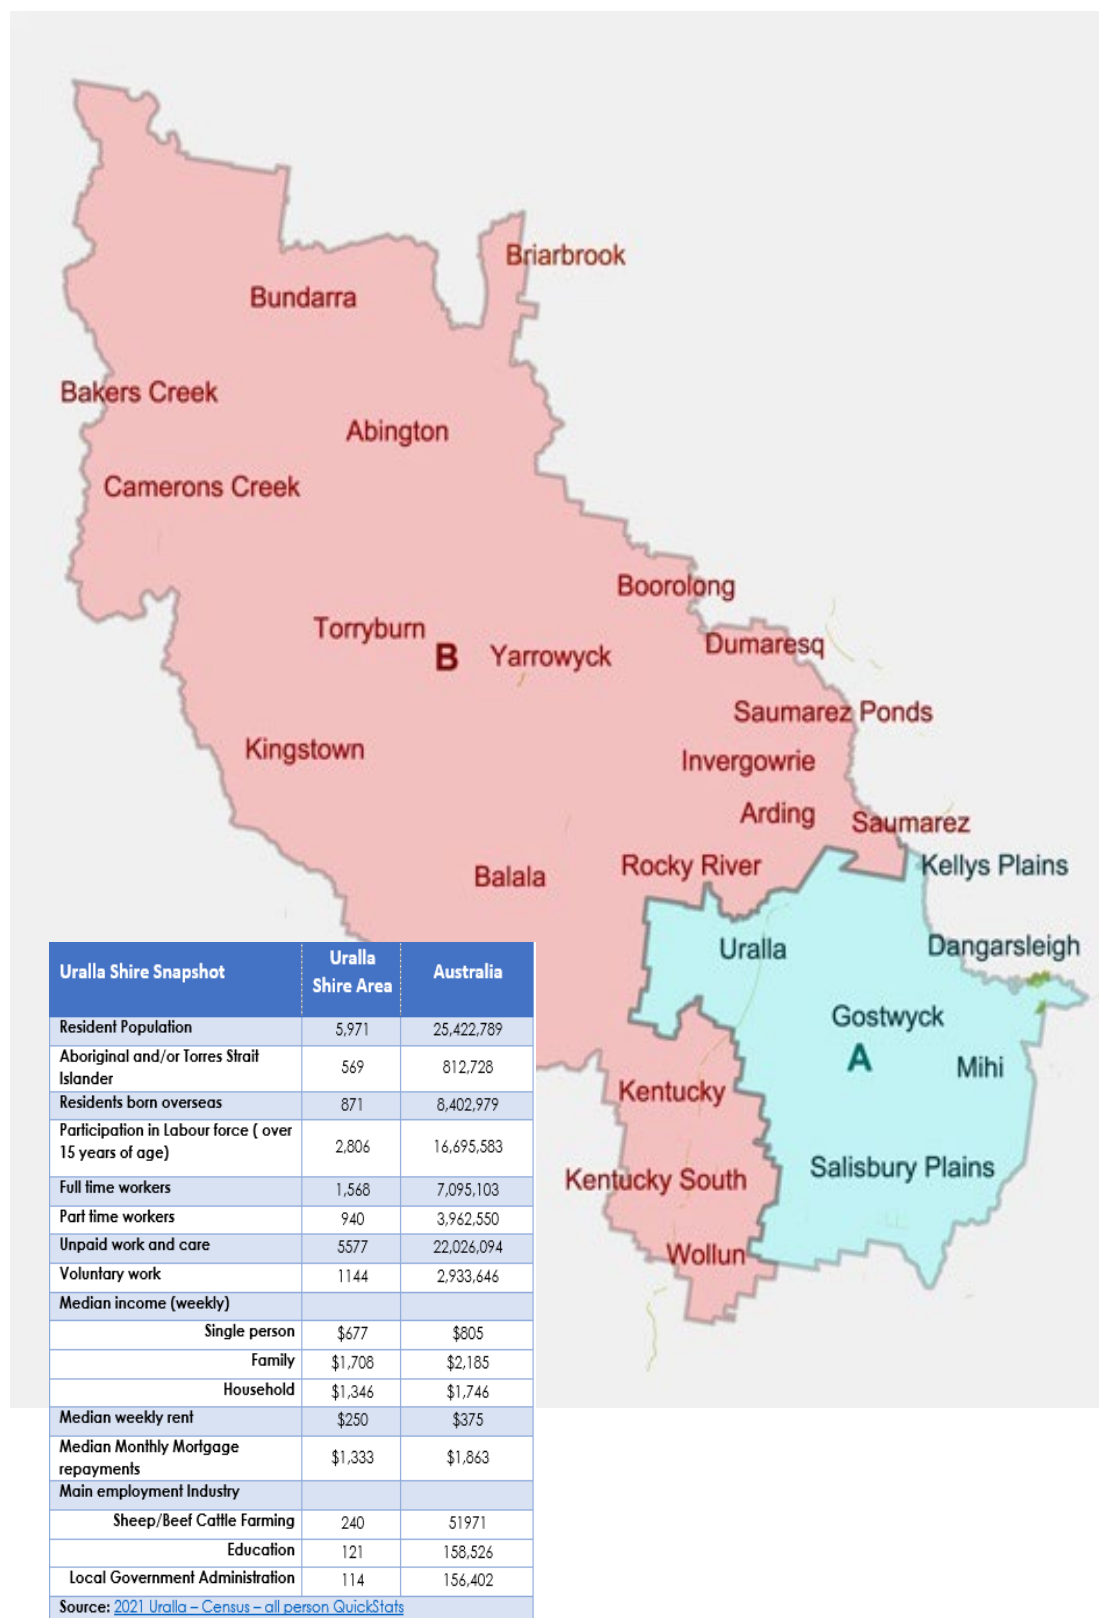 Briarbrook
Bundarra
Bakers Creek
Abington
Camerons Creek
Boorolong
Torryburn
B
Yarrowyck
Dumaresq
Saumarez Ponds
Kingstown
Invergowrie
Arding
Saumarez
Rocky River
Kellys Plains
Balala
Uralla
Dangarsleigh
Gostwyck
A
Mihi
Kentucky
Salisbury Plains
Kentucky South
Wollun
Uralla Shire Snapshot Uralla Shire Area Australia
Resident Population 5,971 25,422,789
Aboriginal and/or Torres Strait Islander 569 812,728
Residents born overseas 871 8,402,979
Participation in Labour force ( over 15 years of age) 2,806 16,695,583
Full time workers 1,568 7,095,103
Part time workers 940 3,962,550
Unpaid work and care 5577 22,026,094
Voluntary work 1144 2,933,646
Median income (weekly)
Single person $677 $805
Family $1,708 $2,185
Household $1,346 $1,746
Median weekly rent $250 $375
Median Monthly Mortgage repayments $1,333 $1,863
Main employment Industry
Sheep/Beef Cattle Farming 240 51971
Education 121 158,526
Local Government Administration 114 156,402
Source: 2021 Uralla – Census – all person QuickStats